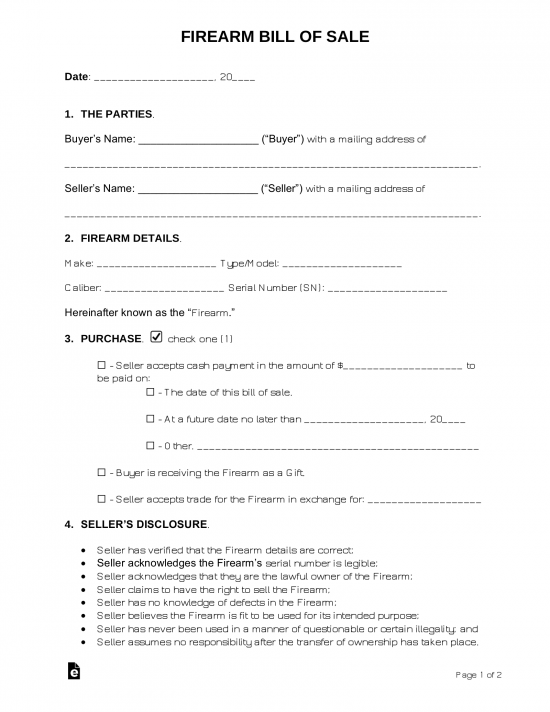 FIREARM BILL OF SALE
Date: ____________________, 20____
1. THE PARTIES.
Buyer’s Name: ____________________ (“Buyer”) with a mailing address of
______________________________________________________________________.
Seller’s Name: ____________________ (“Seller”) with a mailing address of
______________________________________________________________________.
2. FIREARM DETAILS.
Make: ____________________ Type/Model: ____________________
Caliber: ____________________ Serial Number (SN): ____________________
Hereinafter known as the “Firearm.”
3. PURCHASE. ☑ check one (1)
☐ - Seller accepts cash payment in the amount of $____________________ to
be paid on:
☐ - The date of this bill of sale.
☐ - At a future date no later than ____________________, 20____
☐ - Other. ________________________________________________
☐ - Buyer is receiving the Firearm as a Gift.
☐ - Seller accepts trade for the Firearm in exchange for: ___________________
4. SELLER’S DISCLOSURE.
• Seller has verified that the Firearm details are correct;
• Seller acknowledges the Firearm’s serial number is legible;
• Seller acknowledges that they are the lawful owner of the Firearm;
• Seller claims to have the right to sell the Firearm;
• Seller has no knowledge of defects in the Firearm;
• Seller believes the Firearm is fit to be used for its intended purpose;
• Seller has never been used in a manner of questionable or certain illegality; and
• Seller assumes no responsibility after the transfer of ownership has taken place.
Page 1 of 2